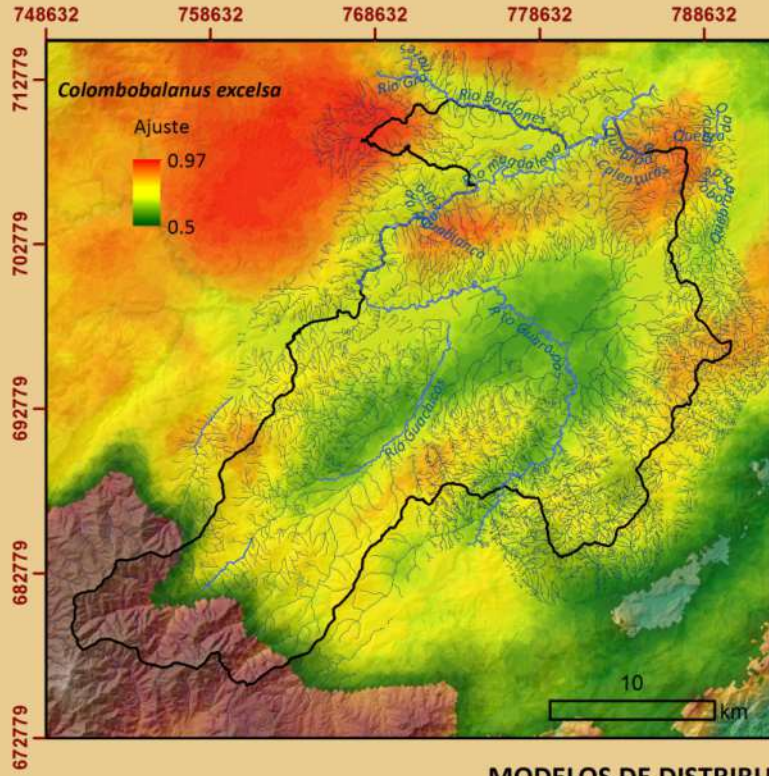 748632 758632 768632 778632 788632
712779
702779
692779
682779
672779
Colombobalanus excelsa
Ajuste
0.97
0.5
Río Bordones
Río Magdalena
Quebrada
Calenturas
Río Guarapas
Río Guachicos
10
km
MODELOS DE DISTRIBU